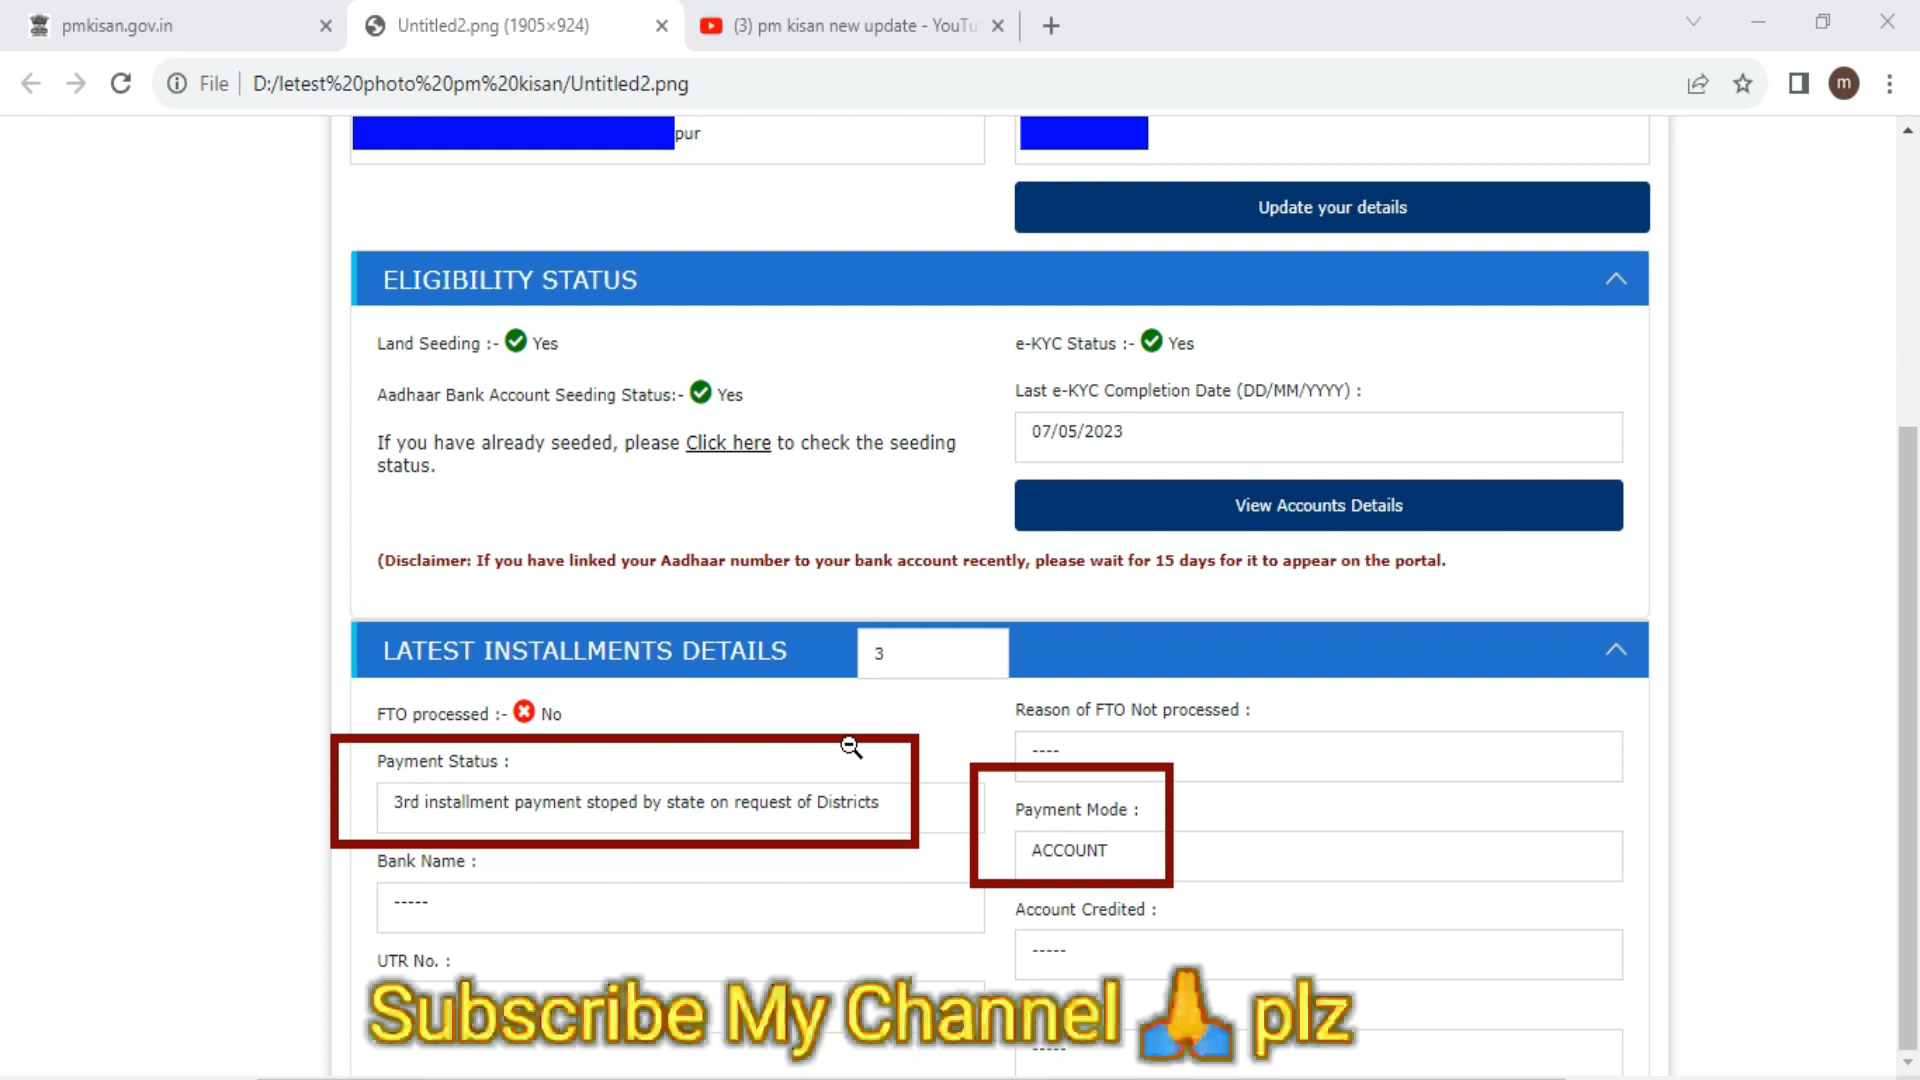 pmkisan.gov.in
Untitled2.png (1905×924)
(3) pm kisan new update - YouTu
File
D:/letest%20photo%20pm%20kisan/Untitled2.png
m
pur
Update your details
ELIGIBILITY STATUS
Land Seeding :- Yes
e-KYC Status :- Yes
Aadhaar Bank Account Seeding Status:- Yes
Last e-KYC Completion Date (DD/MM/YYYY) :
07/05/2023
If you have already seeded, please Click here to check the seeding
status.
View Accounts Details
(Disclaimer: If you have linked your Aadhaar number to your bank account recently, please wait for 15 days for it to appear on the portal.
LATEST INSTALLMENTS DETAILS
3
FTO processed :- No
Reason of FTO Not processed :
----
Payment Status :
3rd installment payment stoped by state on request of Districts
Payment Mode :
ACCOUNT
Bank Name :
-----
Account Credited :
-----
UTR No. :
Subscribe My Channel 🙏 plz
-----